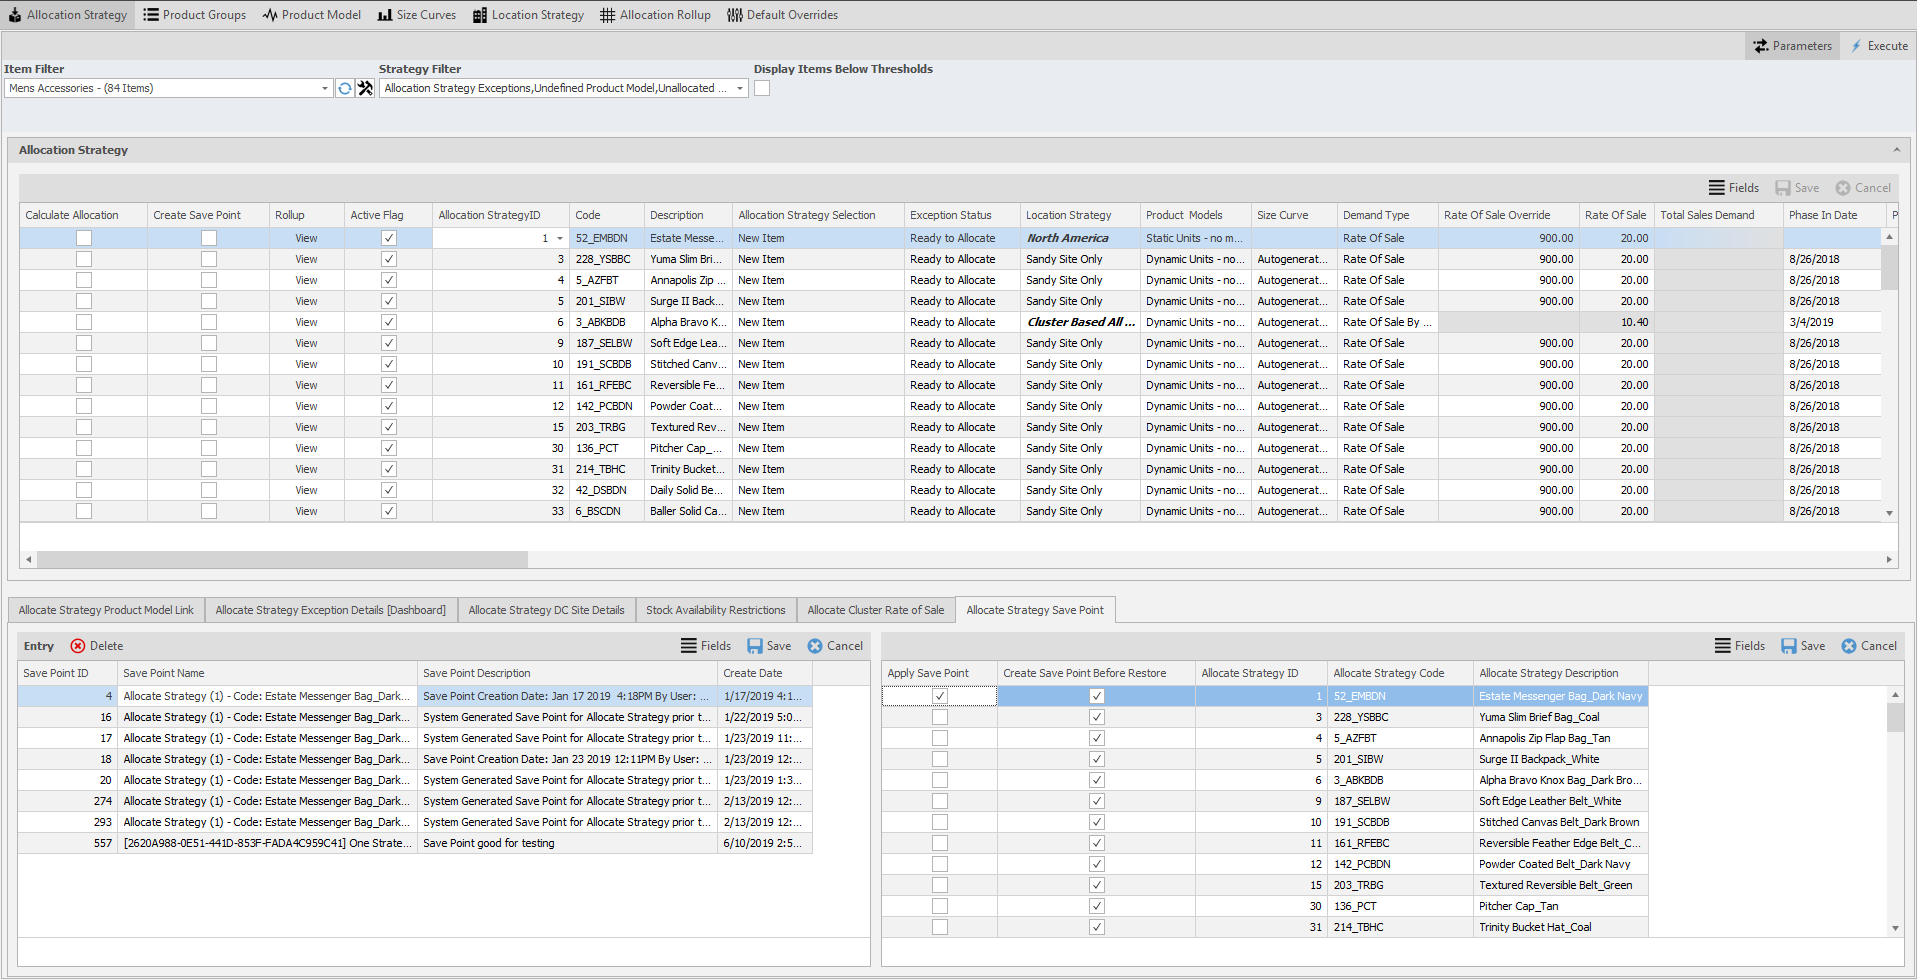 Allocation Strategy Product Groups Product Model Size Curves Location Strategy Allocation Rollup Default Overrides
Parameters Execute
Item Filter Strategy Filter Display Items Below Thresholds
Mens Accessories - (84 Items) Allocation Strategy Exceptions,Undefined Product Model,Unallocated ...
Allocation Strategy
Fields Save Cancel
Calculate Allocation Create Save Point Rollup Active Flag Allocation StrategyID Code Description Allocation Strategy Selection Exception Status Location Strategy Product Models Size Curve Demand Type Rate Of Sale Override Rate Of Sale Total Sales Demand Phase In Date P
View 1 52_EMBDN Estate Messe... New Item Ready to Allocate North America Static Units - no m... Rate Of Sale 900.00 20.00
View 3 228_YSBBC Yuma Slim Bri... New Item Ready to Allocate Sandy Site Only Dynamic Units - no... Autogenerat... Rate Of Sale 900.00 20.00 8/26/2018
View 4 5_AZFBT Annapolis Zip ... New Item Ready to Allocate Sandy Site Only Dynamic Units - no... Autogenerat... Rate Of Sale 900.00 20.00 8/26/2018
View 5 201_SIBW Surge II Back... New Item Ready to Allocate Sandy Site Only Dynamic Units - no... Autogenerat... Rate Of Sale 900.00 20.00 8/26/2018
View 6 3_ABKBDB Alpha Bravo K... New Item Ready to Allocate Cluster Based All ... Dynamic Units - no... Autogenerat... Rate Of Sale By ... 10.40 3/4/2019
View 9 187_SELBW Soft Edge Lea... New Item Ready to Allocate Sandy Site Only Dynamic Units - no... Autogenerat... Rate Of Sale 900.00 20.00 8/26/2018
View 10 191_SCBDB Stitched Canv... New Item Ready to Allocate Sandy Site Only Dynamic Units - no... Autogenerat... Rate Of Sale 900.00 20.00 8/26/2018
View 11 161_RFEBC Reversible Fe... New Item Ready to Allocate Sandy Site Only Dynamic Units - no... Autogenerat... Rate Of Sale 900.00 20.00 8/26/2018
View 12 142_PCBDN Powder Coat... New Item Ready to Allocate Sandy Site Only Dynamic Units - no... Autogenerat... Rate Of Sale 900.00 20.00 8/26/2018
View 15 203_TRBG Textured Rev... New Item Ready to Allocate Sandy Site Only Dynamic Units - no... Autogenerat... Rate Of Sale 900.00 20.00 8/26/2018
View 30 136_PCT Pitcher Cap_... New Item Ready to Allocate Sandy Site Only Dynamic Units - no... Autogenerat... Rate Of Sale 900.00 20.00 8/26/2018
View 31 214_TBHC Trinity Bucket... New Item Ready to Allocate Sandy Site Only Dynamic Units - no... Autogenerat... Rate Of Sale 900.00 20.00 8/26/2018
View 32 42_DSBDN Daily Solid Be... New Item Ready to Allocate Sandy Site Only Dynamic Units - no... Autogenerat... Rate Of Sale 900.00 20.00 8/26/2018
View 33 6_BSCDN Baller Solid Ca... New Item Ready to Allocate Sandy Site Only Dynamic Units - no... Autogenerat... Rate Of Sale 900.00 20.00 8/26/2018
Allocate Strategy Product Model Link Allocate Strategy Exception Details [Dashboard] Allocate Strategy DC Site Details Stock Availability Restrictions Allocate Cluster Rate of Sale Allocate Strategy Save Point
Entry Delete Fields Save Cancel
Save Point ID Save Point Name Save Point Description Create Date
4 Allocate Strategy (1) - Code: Estate Messenger Bag_Dark... Save Point Creation Date: Jan 17 2019 4:18PM By User: ... 1/17/2019 4:1...
16 Allocate Strategy (1) - Code: Estate Messenger Bag_Dark... System Generated Save Point for Allocate Strategy prior t... 1/22/2019 5:0...
17 Allocate Strategy (1) - Code: Estate Messenger Bag_Dark... System Generated Save Point for Allocate Strategy prior t... 1/23/2019 11:...
18 Allocate Strategy (1) - Code: Estate Messenger Bag_Dark... Save Point Creation Date: Jan 23 2019 12:11PM By User: ... 1/23/2019 12:...
20 Allocate Strategy (1) - Code: Estate Messenger Bag_Dark... System Generated Save Point for Allocate Strategy prior t... 1/23/2019 1:3...
274 Allocate Strategy (1) - Code: Estate Messenger Bag_Dark... System Generated Save Point for Allocate Strategy prior t... 2/13/2019 12:...
293 Allocate Strategy (1) - Code: Estate Messenger Bag_Dark... System Generated Save Point for Allocate Strategy prior t... 2/13/2019 12:...
557 [2620A988-0E51-441D-853F-FADA4C959C41] One Strate... Save Point good for testing 6/10/2019 2:5...
Fields Save Cancel
Apply Save Point Create Save Point Before Restore Allocate Strategy ID Allocate Strategy Code Allocate Strategy Description
1 52_EMBDN Estate Messenger Bag_Dark Navy
3 228_YSBBC Yuma Slim Brief Bag_Coal
4 5_AZFBT Annapolis Zip Flap Bag_Tan
5 201_SIBW Surge II Backpack_White
6 3_ABKBDB Alpha Bravo Knox Bag_Dark Bro...
9 187_SELBW Soft Edge Leather Belt_White
10 191_SCBDB Stitched Canvas Belt_Dark Brown
11 161_RFEBC Reversible Feather Edge Belt_C...
12 142_PCBDN Powder Coated Belt_Dark Navy
15 203_TRBG Textured Reversible Belt_Green
30 136_PCT Pitcher Cap_Tan
31 214_TBHC Trinity Bucket Hat_Coal